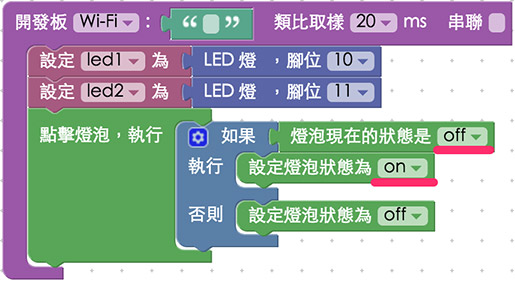 開發板 Wi-Fi ： “ ” 類比取樣 20 ms 串聯
設定 led1 為 LED 燈 ，腳位 10
設定 led2 為 LED 燈 ，腳位 11
點擊燈泡，執行 如果 燈泡現在的狀態是 off
執行 設定燈泡狀態為 on
否則 設定燈泡狀態為 off